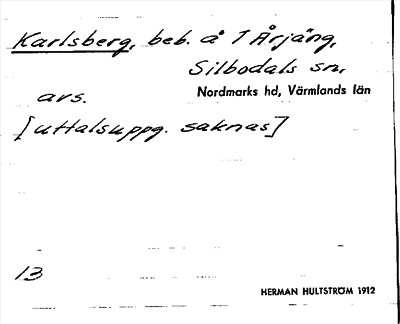 Karlsberg, beb. å 1 Årjäng,
Silbodals sn,
Nordmarks hd, Värmlands län
avs.
[uttalsuppg. saknas]
13
HERMAN HULTSTRÖM 1912